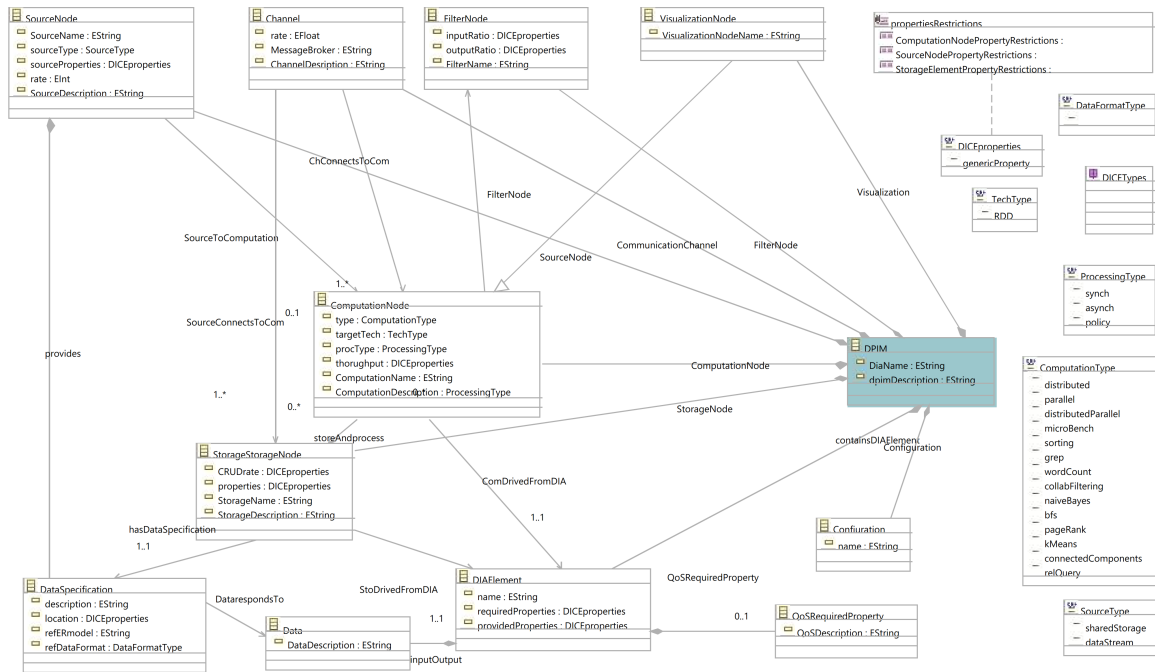 SourceNode
SourceName : EString
sourceType : SourceType
sourceProperties : DICEproperties
rate : EInt
SourceDescription : EString
Channel
rate : EFloat
MessageBroker : EString
ChannelDesription : EString
FilterNode
inputRatio : DICEproperties
outputRatio : DICEproperties
FilterName : EString
VisualizationNode
VisualizationNodeName : EString
propertiesRestrictions
ComputationNodePropertyRestrictions :
SourceNodePropertyRestrictions :
StorageElementPropertyRestrictions :
DataFormatType
DICEproperties
genericProperty
DICETypes
TechType
RDD
ChConnectsToCom
FilterNode
Visualization
SourceToComputation
CommunicationChannel
FilterNode
SourceNode
1..*
ProcessingType
synch
asynch
policy
ComputationNode
type : ComputationType
targetTech : TechType
procType : ProcessingType
thorughput : DICEproperties
ComputationName : EString
ComputationDescription : ProcessingType
0..1
SourceConnectsToCom
provides
DPIM
DiaName : EString
dpimDescription : EString
ComputationNode
ComputationType
distributed
parallel
distributedParallel
microBench
sorting
grep
wordCount
collabFiltering
naiveBayes
bfs
pageRank
kMeans
connectedComponents
relQuery
1..*
0..*
0..*
StorageNode
storeAndprocess
containsDIAElement
Configuration
StorageStorageNode
CRUDrate : DICEproperties
properties : DICEproperties
StorageName : EString
StorageDescription : EString
ComDrivedFromDIA
1..1
hasDataSpecification
1..1
Confiuration
name : EString
DataSpecification
description : EString
location : DICEproperties
refERmodel : EString
refDataFormat : DataFormatType
DatarespondsTo
StoDrivedFromDIA
1..1
DIAElement
name : EString
requiredProperties : DICEproperties
providedProperties : DICEproperties
QoSRequiredProperty
0..1
QoSRequiredProperty
QoSDescription : EString
Data
DataDescription : EString
inputOutput
SourceType
sharedStorage
dataStream